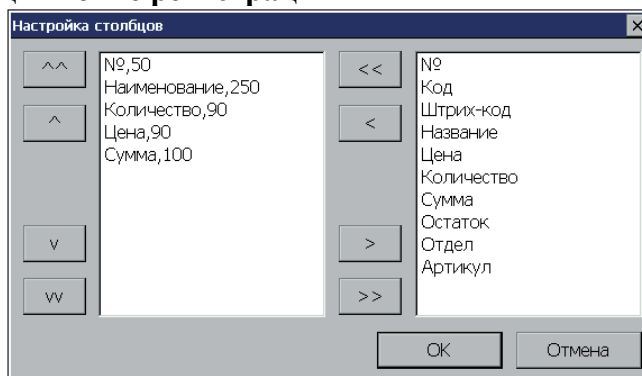 Настройка столбцов
^^
^
v
vv
№,50
Наименование,250
Количество,90
Цена,90
Сумма,100
<<
<
>
>>
№
Код
Штрих-код
Название
Цена
Количество
Сумма
Остаток
Отдел
Артикул
OK
Отмена